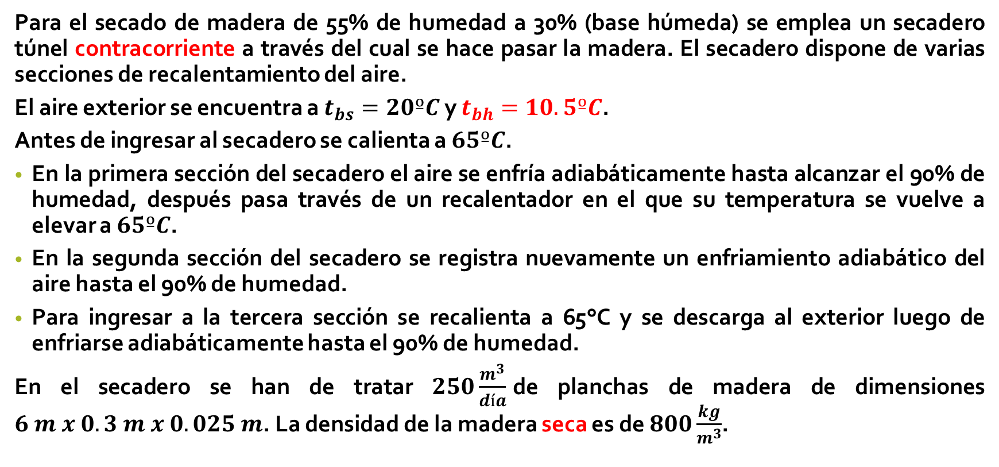 Para el secado de madera de 55% de humedad a 30% (base húmeda) se emplea un secadero
túnel contracorriente a través del cual se hace pasar la madera. El secadero dispone de varias
secciones de recalentamiento del aire.
El aire exterior se encuentra a t_bs = 20ºC y t_bh = 10.5ºC.
Antes de ingresar al secadero se calienta a 65ºC.
• En la primera sección del secadero el aire se enfría adiabáticamente hasta alcanzar el 90% de
humedad, después pasa través de un recalentador en el que su temperatura se vuelve a
elevar a 65ºC.
• En la segunda sección del secadero se registra nuevamente un enfriamiento adiabático del
aire hasta el 90% de humedad.
• Para ingresar a la tercera sección se recalienta a 65°C y se descarga al exterior luego de
enfriarse adiabáticamente hasta el 90% de humedad.
En el secadero se han de tratar 250 m³/día de planchas de madera de dimensiones
6 m x 0.3 m x 0.025 m. La densidad de la madera seca es de 800 kg/m³.